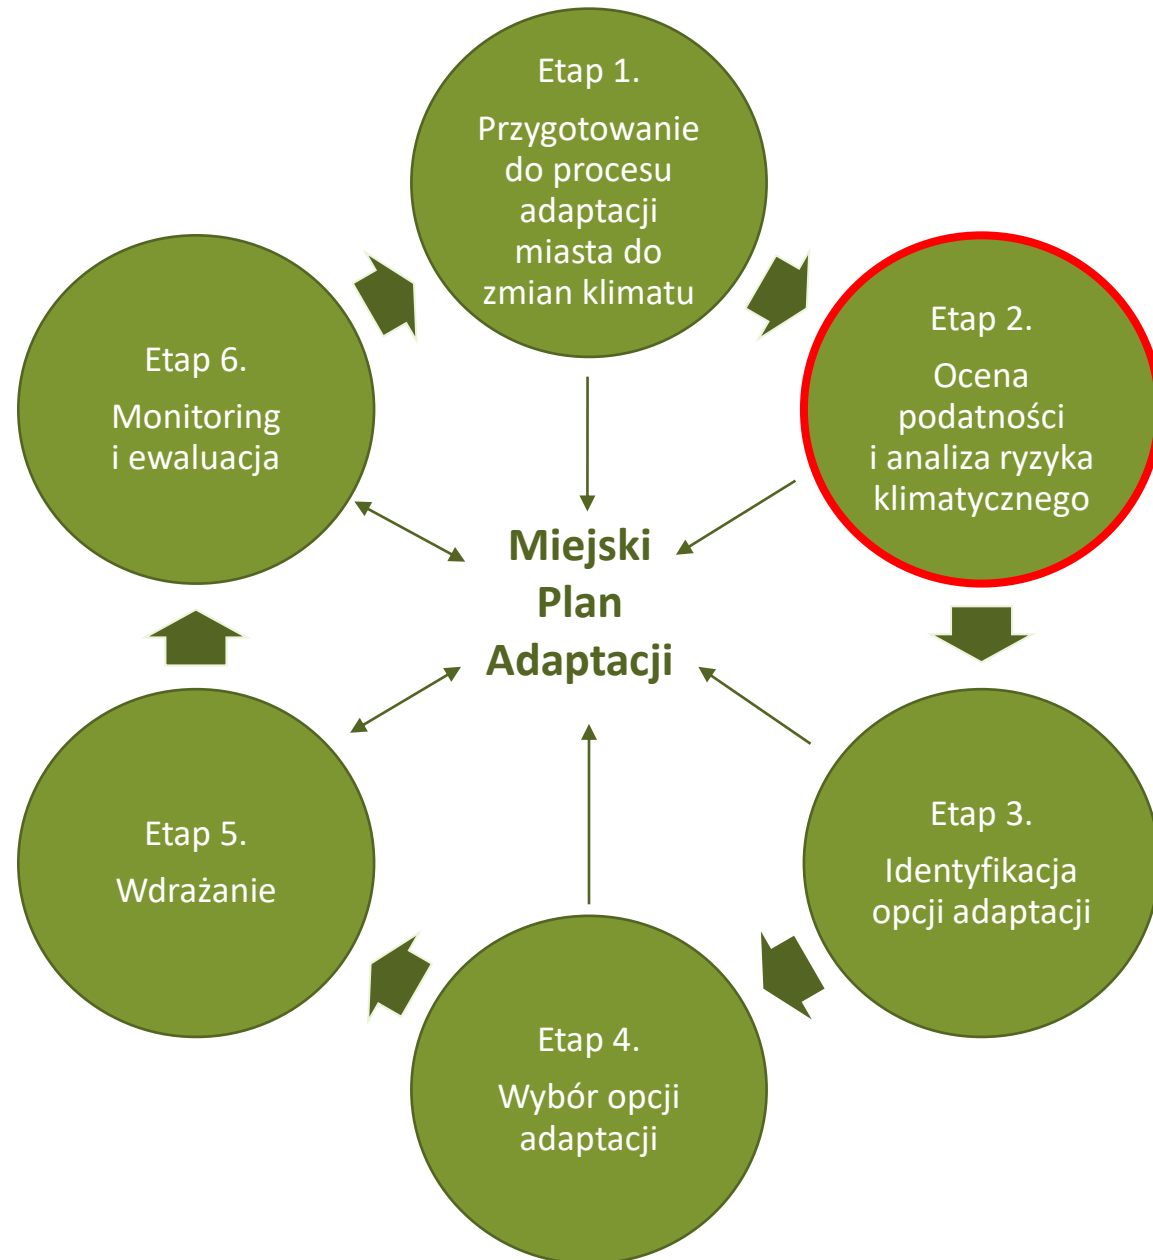 Etap 1.
Przygotowanie
do procesu
adaptacji
miasta do
zmian klimatu
Etap 2.
Ocena
podatności
i analiza ryzyka
klimatycznego
Etap 3.
Identyfikacja
opcji adaptacji
Etap 4.
Wybór opcji
adaptacji
Etap 5.
Wdrażanie
Etap 6.
Monitoring
i ewaluacja
Miejski
Plan
Adaptacji